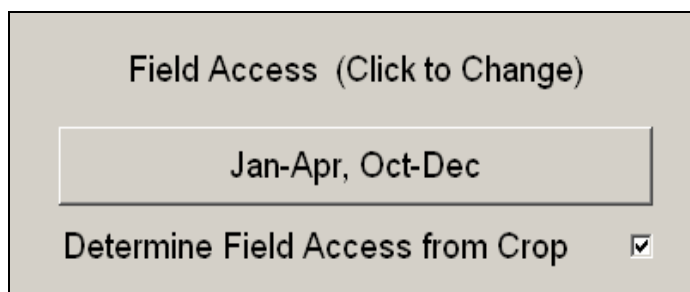 Field Access (Click to Change)
Jan-Apr, Oct-Dec
Determine Field Access from Crop